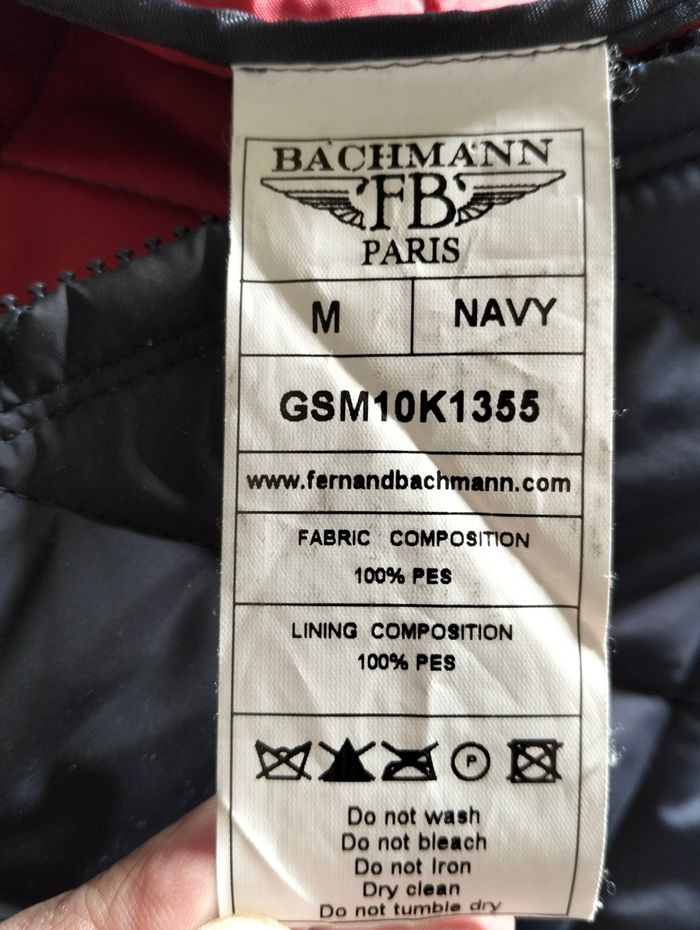 BACHMANN
FB
PARIS
M NAVY
GSM10K1355
www.fernandbachmann.com
FABRIC COMPOSITION
100% PES
LINING COMPOSITION
100% PES
P
Do not wash
Do not bleach
Do not Iron
Dry clean
Do not tumble dry